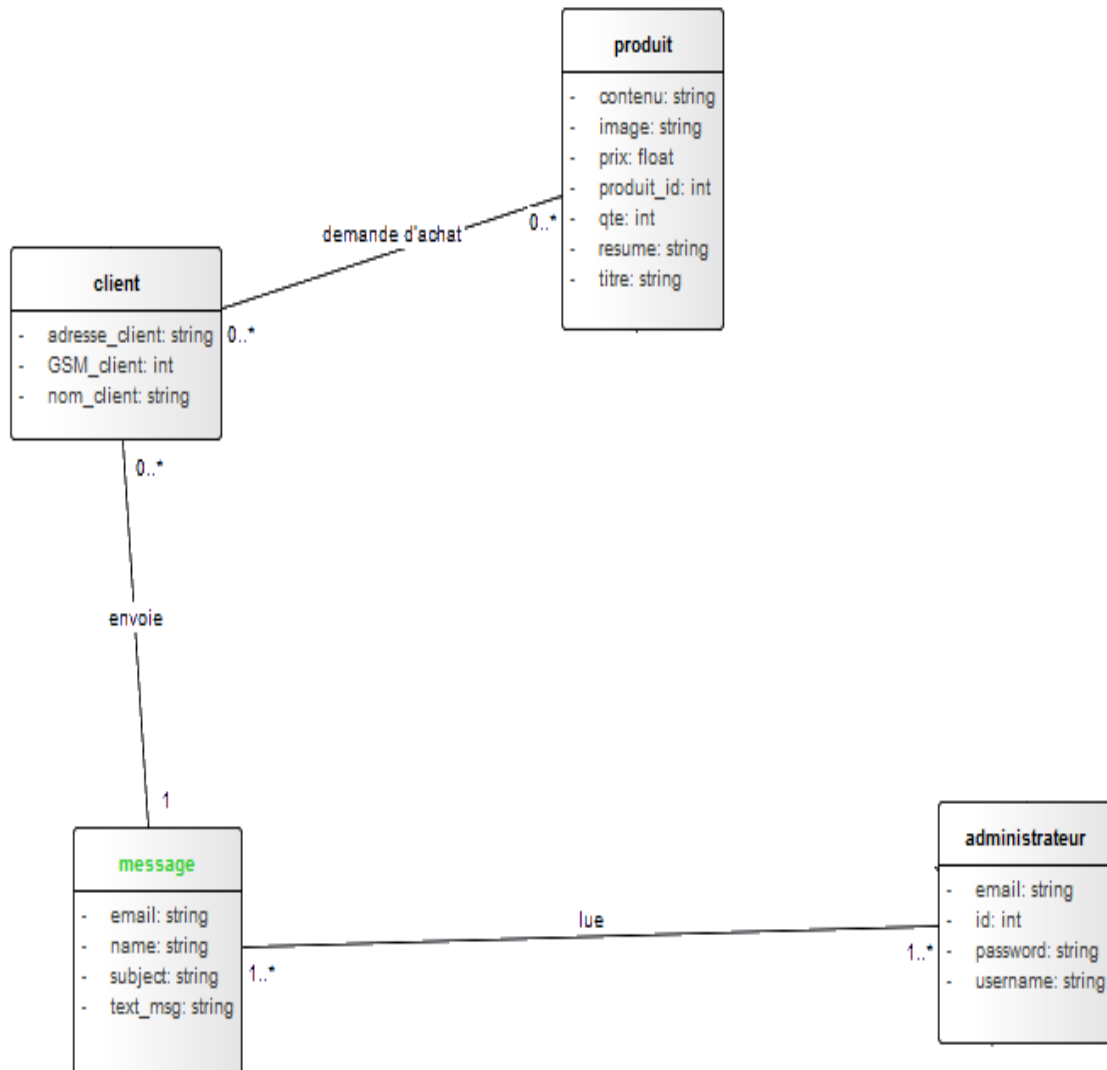 produit
- contenu: string
- image: string
- prix: float
- produit_id: int
- qte: int
- resume: string
- titre: string
0..*
demande d'achat
client
- adresse_client: string
- GSM_client: int
- nom_client: string
0..*
0..*
envoie
1
message
- email: string
- name: string
- subject: string
- text_msg: string
1..*
lue
1..*
administrateur
- email: string
- id: int
- password: string
- username: string